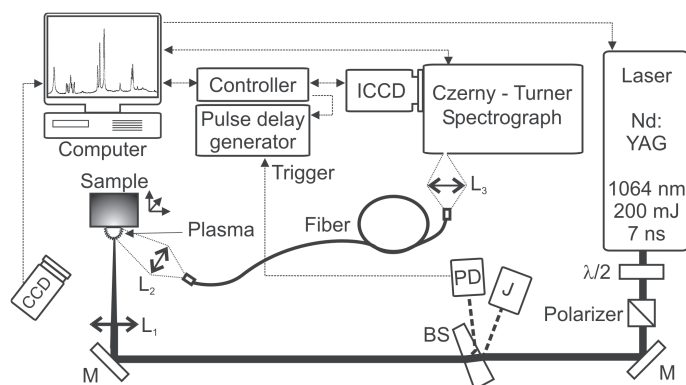 Computer
Controller
Pulse delay
generator
ICCD
Czerny - Turner
Spectrograph
Laser
Nd:
YAG
1064 nm
200 mJ
7 ns
Trigger
Sample
Plasma
Fiber
L₃
L₂
CCD
L₁
PD
J
λ/2
Polarizer
BS
M
M